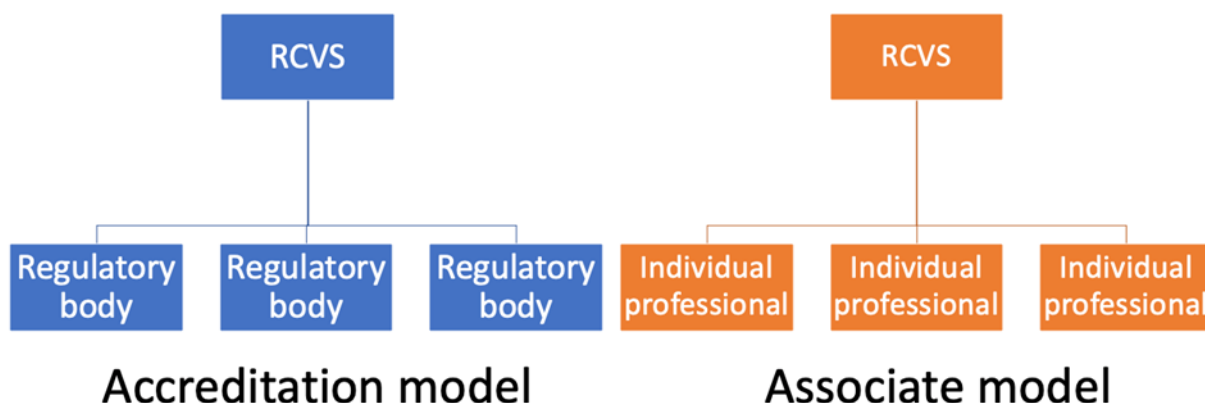 RCVS
Regulatory
body
Regulatory
body
Regulatory
body
Accreditation model
RCVS
Individual
professional
Individual
professional
Individual
professional
Associate model